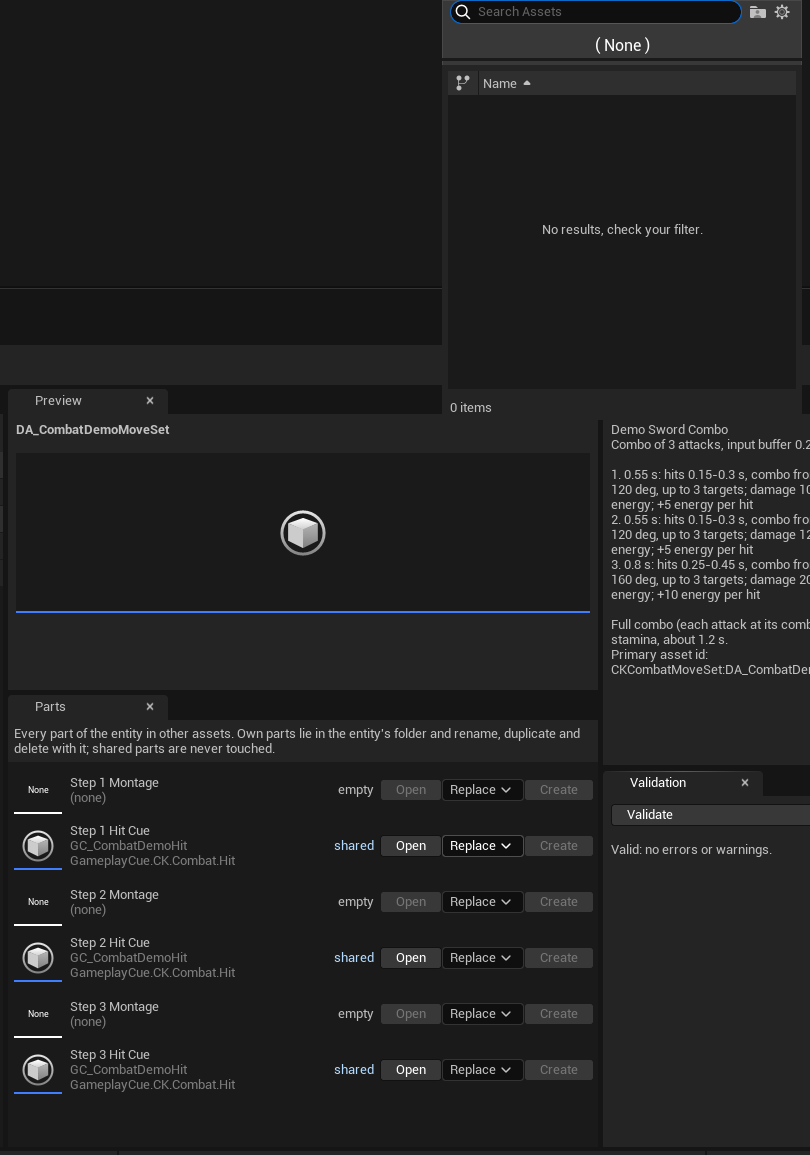 Search Assets
( None )
Name
No results, check your filter.
0 items
Preview
DA_CombatDemoMoveSet
Demo Sword Combo
Combo of 3 attacks, input buffer 0.2
1. 0.55 s: hits 0.15-0.3 s, combo fro
120 deg, up to 3 targets; damage 10
energy; +5 energy per hit
2. 0.55 s: hits 0.15-0.3 s, combo fro
120 deg, up to 3 targets; damage 12
energy; +5 energy per hit
3. 0.8 s: hits 0.25-0.45 s, combo fro
160 deg, up to 3 targets; damage 20
energy; +10 energy per hit
Full combo (each attack at its comb
stamina, about 1.2 s.
Primary asset id:
CKCombatMoveSet:DA_CombatDe
Parts
Every part of the entity in other assets. Own parts lie in the entity's folder and rename, duplicate and
delete with it; shared parts are never touched.
None
Step 1 Montage
(none)
empty Open Replace Create
Step 1 Hit Cue
GC_CombatDemoHit
GameplayCue.CK.Combat.Hit
shared Open Replace Create
None
Step 2 Montage
(none)
empty Open Replace Create
Step 2 Hit Cue
GC_CombatDemoHit
GameplayCue.CK.Combat.Hit
shared Open Replace Create
None
Step 3 Montage
(none)
empty Open Replace Create
Step 3 Hit Cue
GC_CombatDemoHit
GameplayCue.CK.Combat.Hit
shared Open Replace Create
Validation
Validate
Valid: no errors or warnings.